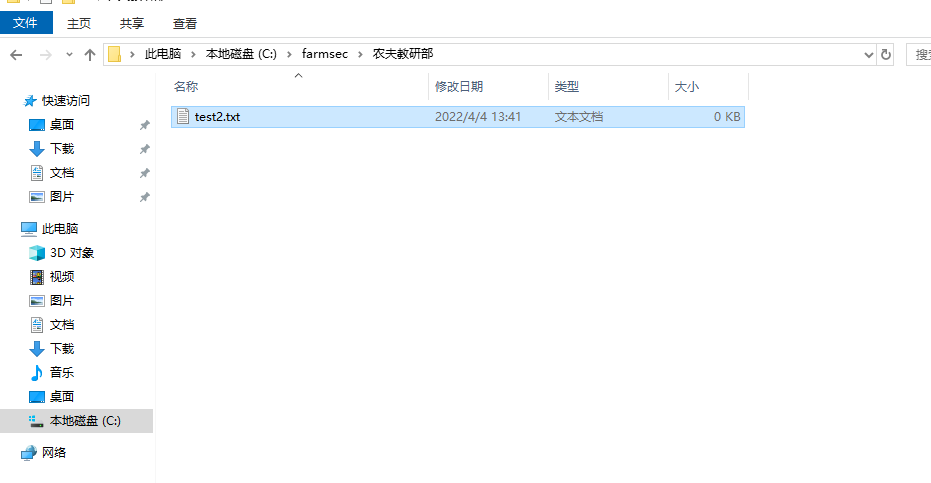 文件 主页 共享 查看
此电脑 本地磁盘 (C:) farmsec 农夫教研部
名称 修改日期 类型 大小
快速访问
test2.txt 2022/4/4 13:41 文本文档 0 KB
桌面
下载
文档
图片
此电脑
3D 对象
视频
图片
文档
下载
音乐
桌面
本地磁盘 (C:)
网络